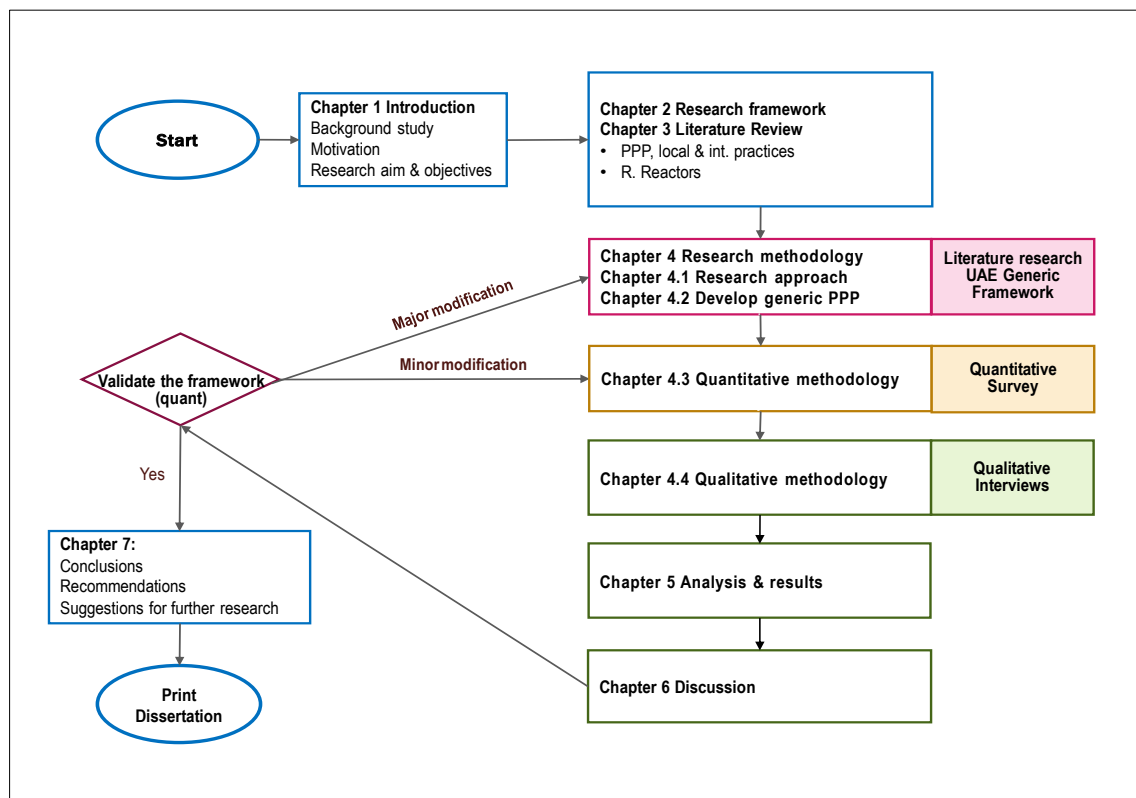 Start
Chapter 1 Introduction
Background study
Motivation
Research aim & objectives
Chapter 2 Research framework
Chapter 3 Literature Review
• PPP, local & int. practices
• R. Reactors
Chapter 4 Research methodology
Chapter 4.1 Research approach
Chapter 4.2 Develop generic PPP
Literature research
UAE Generic
Framework
Major modification
Minor modification
Validate the framework
(quant)
Chapter 4.3 Quantitative methodology
Quantitative
Survey
Chapter 4.4 Qualitative methodology
Qualitative
Interviews
Yes
Chapter 7:
Conclusions
Recommendations
Suggestions for further research
Chapter 5 Analysis & results
Chapter 6 Discussion
Print
Dissertation